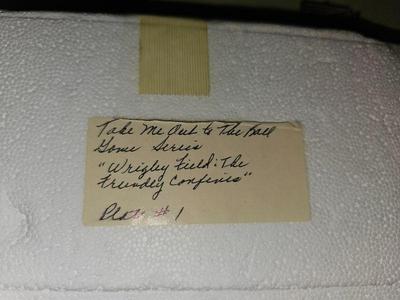 Take Me Out to The Ball
Game Series
"Wrigley Field: The
Friendly Confines"
Plate # 1